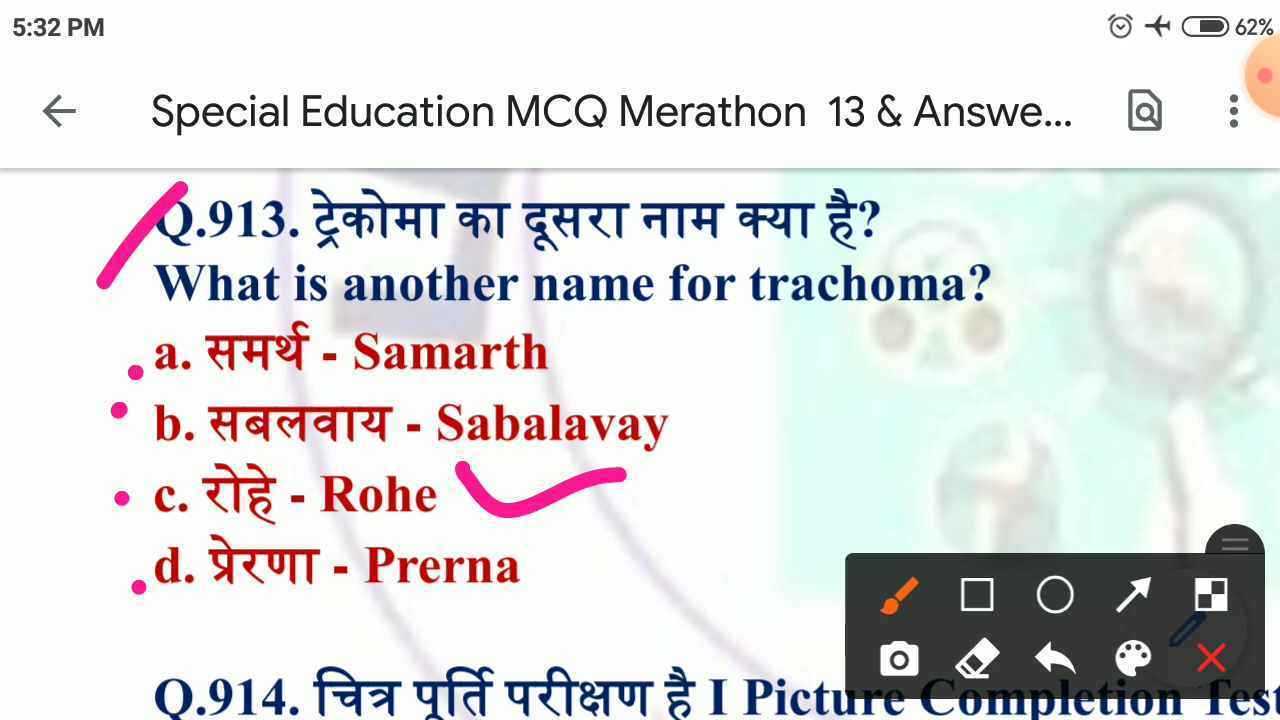 5:32 PM
62%
Special Education MCQ Merathon 13 & Answe...
Q.913. ट्रेकोमा का दूसरा नाम क्या है?
What is another name for trachoma?
a. समर्थ - Samarth
b. सबलवाय - Sabalavay
c. रोहे - Rohe
d. प्रेरणा - Prerna
Q.914. चित्र पूर्ति परीक्षण है I Picture Completion Test